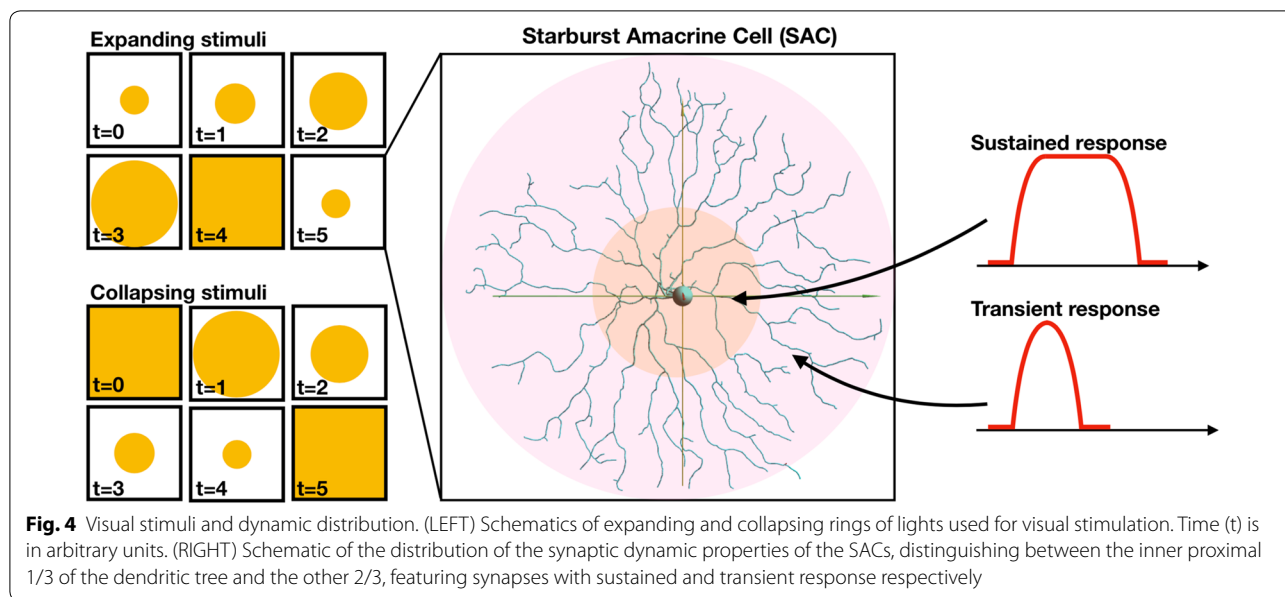 Expanding stimuli
t=0
t=1
t=2
t=3
t=4
t=5
Collapsing stimuli
t=0
t=1
t=2
t=3
t=4
t=5
Starburst Amacrine Cell (SAC)
Sustained response
Transient response
Fig. 4 Visual stimuli and dynamic distribution. (LEFT) Schematics of expanding and collapsing rings of lights used for visual stimulation. Time (t) is
in arbitrary units. (RIGHT) Schematic of the distribution of the synaptic dynamic properties of the SACs, distinguishing between the inner proximal
1/3 of the dendritic tree and the other 2/3, featuring synapses with sustained and transient response respectively